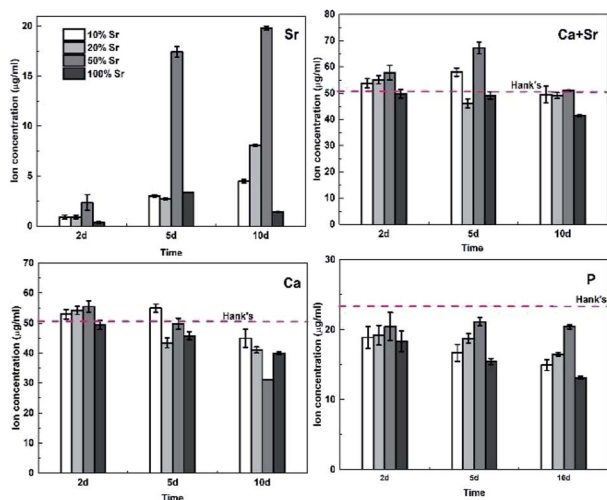 Sr
10% Sr
20% Sr
50% Sr
100% Sr
20
15
10
5
0
Ion concentration (μg/ml)
2d 5d 10d
Time
Ca+Sr
Hank's
80
70
60
50
40
30
20
10
0
Ion concentration (μg/ml)
2d 5d 10d
Time
Ca
Hank's
70
60
50
40
30
20
10
0
Ion concentration (μg/ml)
2d 5d 10d
Time
P
Hank's
30
20
10
0
Ion concentration (μg/ml)
2d 5d 10d
Time